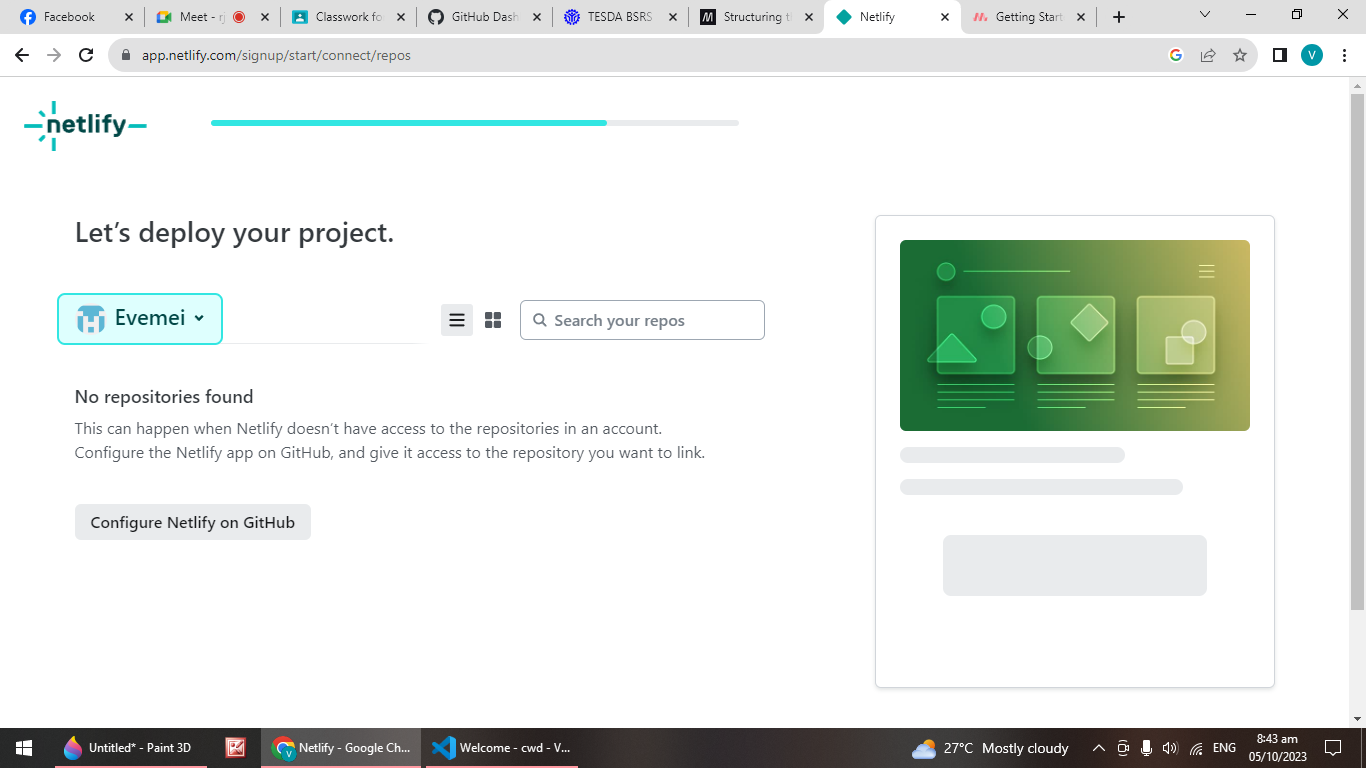 Facebook
Meet - rj
Classwork fo
GitHub Dash
TESDA BSRS
Structuring t
Netlify
Getting Start
app.netlify.com/signup/start/connect/repos
V
netlify
Let's deploy your project.
Evemei
Search your repos
No repositories found
This can happen when Netlify doesn't have access to the repositories in an account.
Configure the Netlify app on GitHub, and give it access to the repository you want to link.
Configure Netlify on GitHub
Untitled* - Paint 3D
Netlify - Google Ch...
Welcome - cwd - V...
27°C Mostly cloudy
ENG
8:43 am
05/10/2023